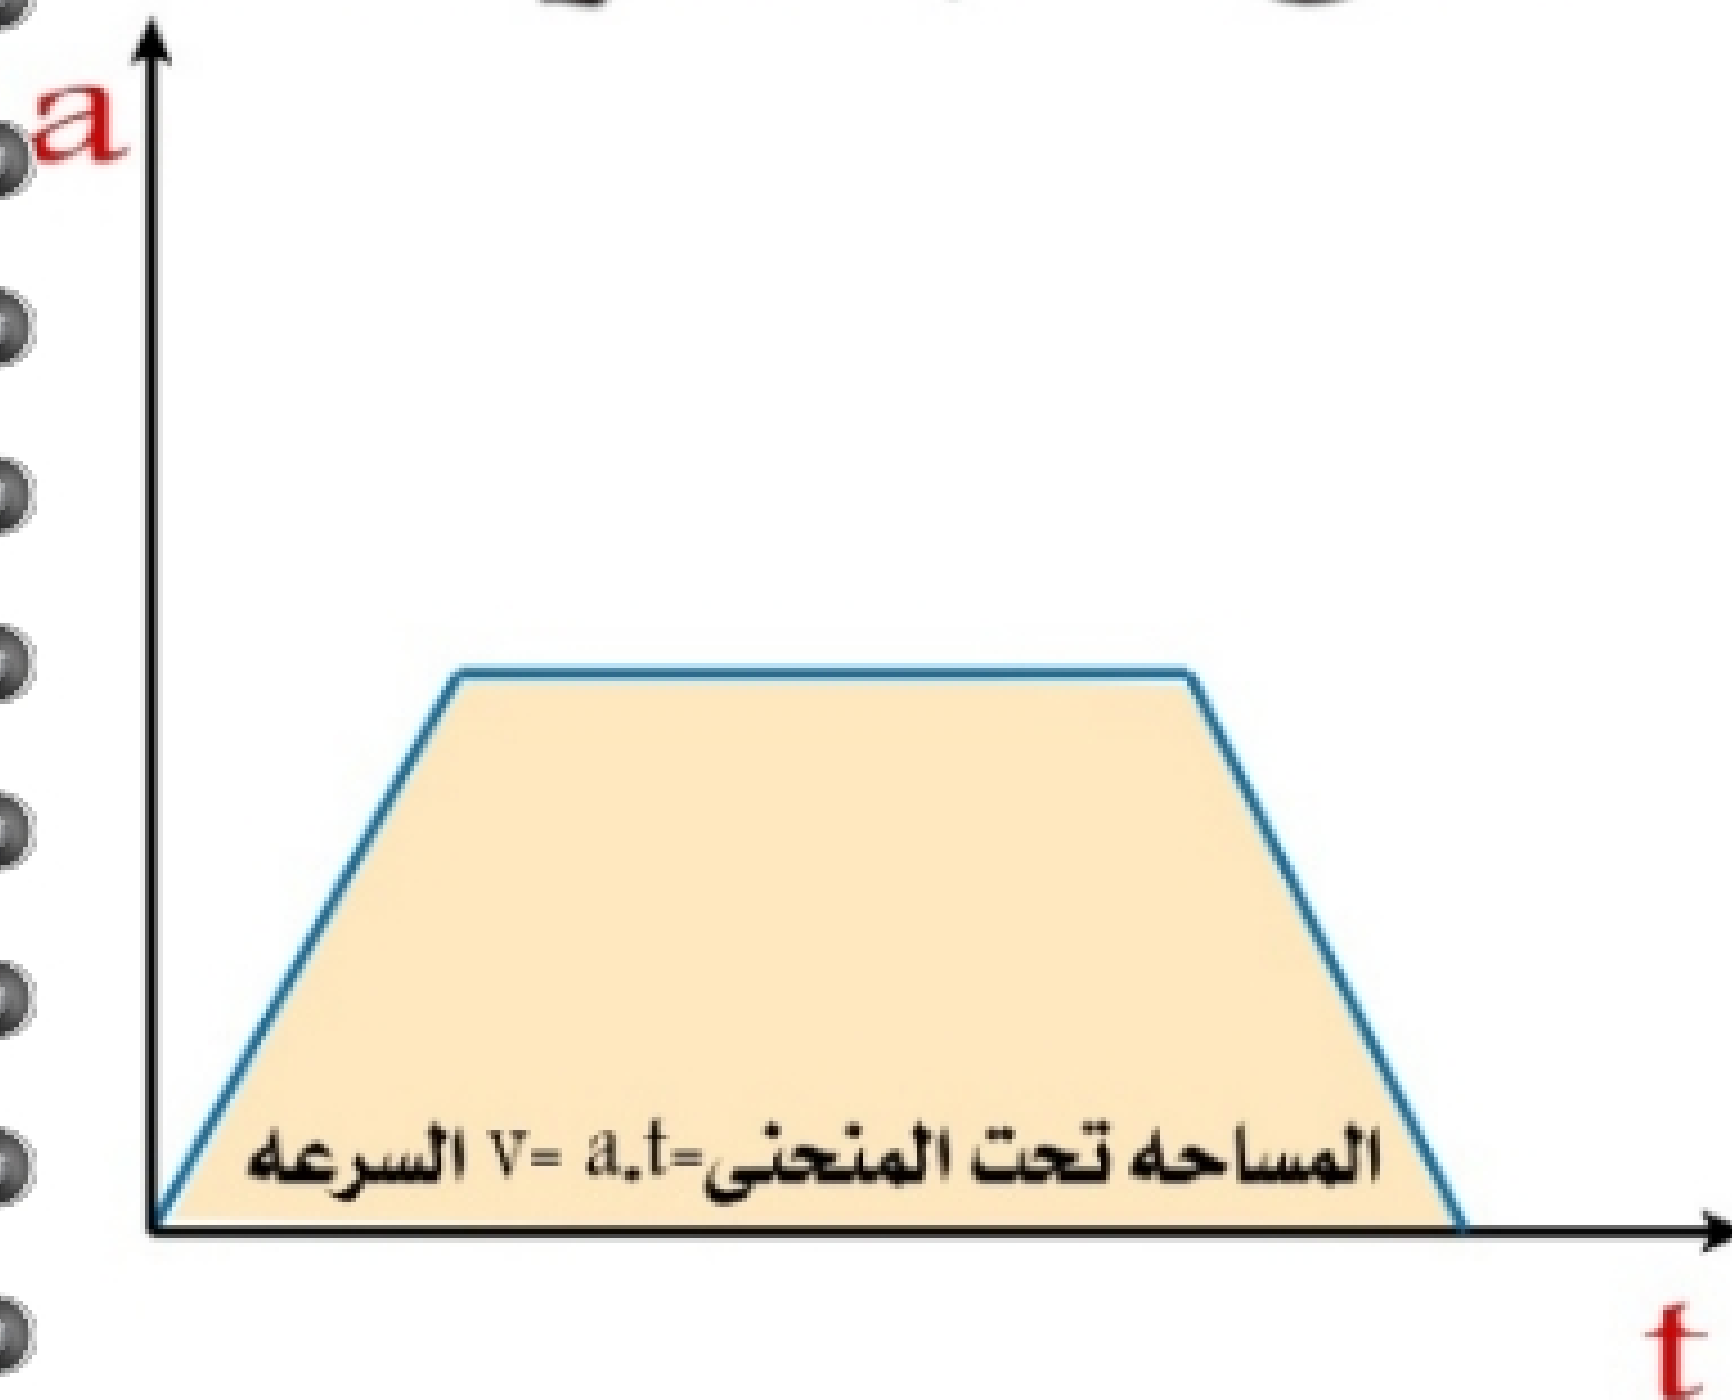 a
المساحه تحت المنحنى=v= a.t السرعه
t